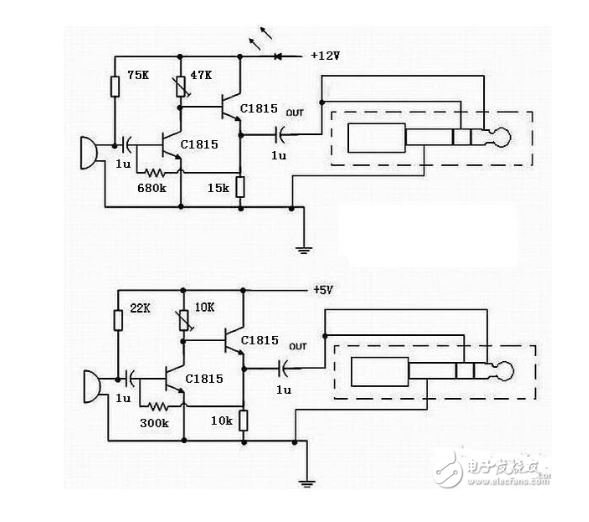 +12V
75K
47K
C1815
OUT
C1815
1u
1u
680k
15k
+5V
22K
10K
C1815
OUT
C1815
1u
1u
300k
10k
电子发烧友
www.elecfans.com